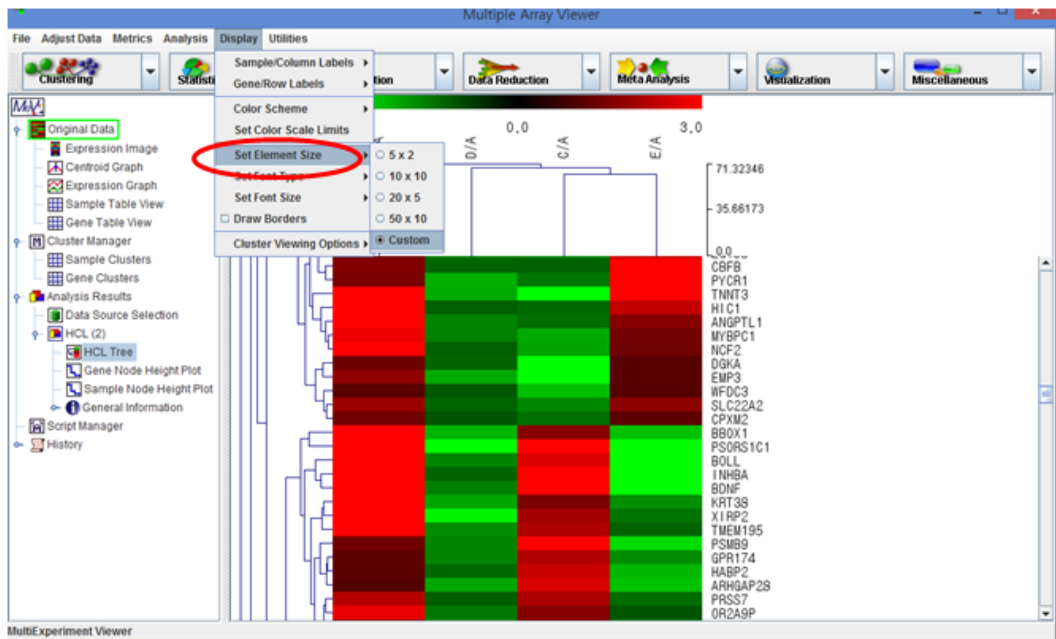 Multiple Array Viewer
File Adjust Data Metrics Analysis Display Utilities
Clustering
Statisti
tion
Data Reduction
Meta Analysis
Visualization
Miscellaneous
Sample/Column Labels
Gene/Row Labels
Color Scheme
Set Color Scale Limits
Set Element Size
Set Font Type
Set Font Size
Draw Borders
Cluster Viewing Options
5 x 2
10 x 10
20 x 5
50 x 10
Custom
MeV
Original Data
Expression Image
Centroid Graph
Expression Graph
Sample Table View
Gene Table View
Cluster Manager
Sample Clusters
Gene Clusters
Analysis Results
Data Source Selection
HCL (2)
HCL Tree
Gene Node Height Plot
Sample Node Height Plot
General Information
Script Manager
History
0.0 3.0
D/A
C/A
E/A
71.32346
35.66173
0.0
CBFB
PYCR1
TNNT3
HIC1
ANGPTL1
MYBPC1
NCF2
DGKA
EMP3
WFDC3
SLC22A2
CPXM2
BBOX1
PSORS1C1
BOLL
INHBA
BDNF
KRT38
XIRP2
TMEM195
PSMB9
GPR174
HABP2
ARHGAP28
PRSS7
OR2A9P
MultiExperiment Viewer